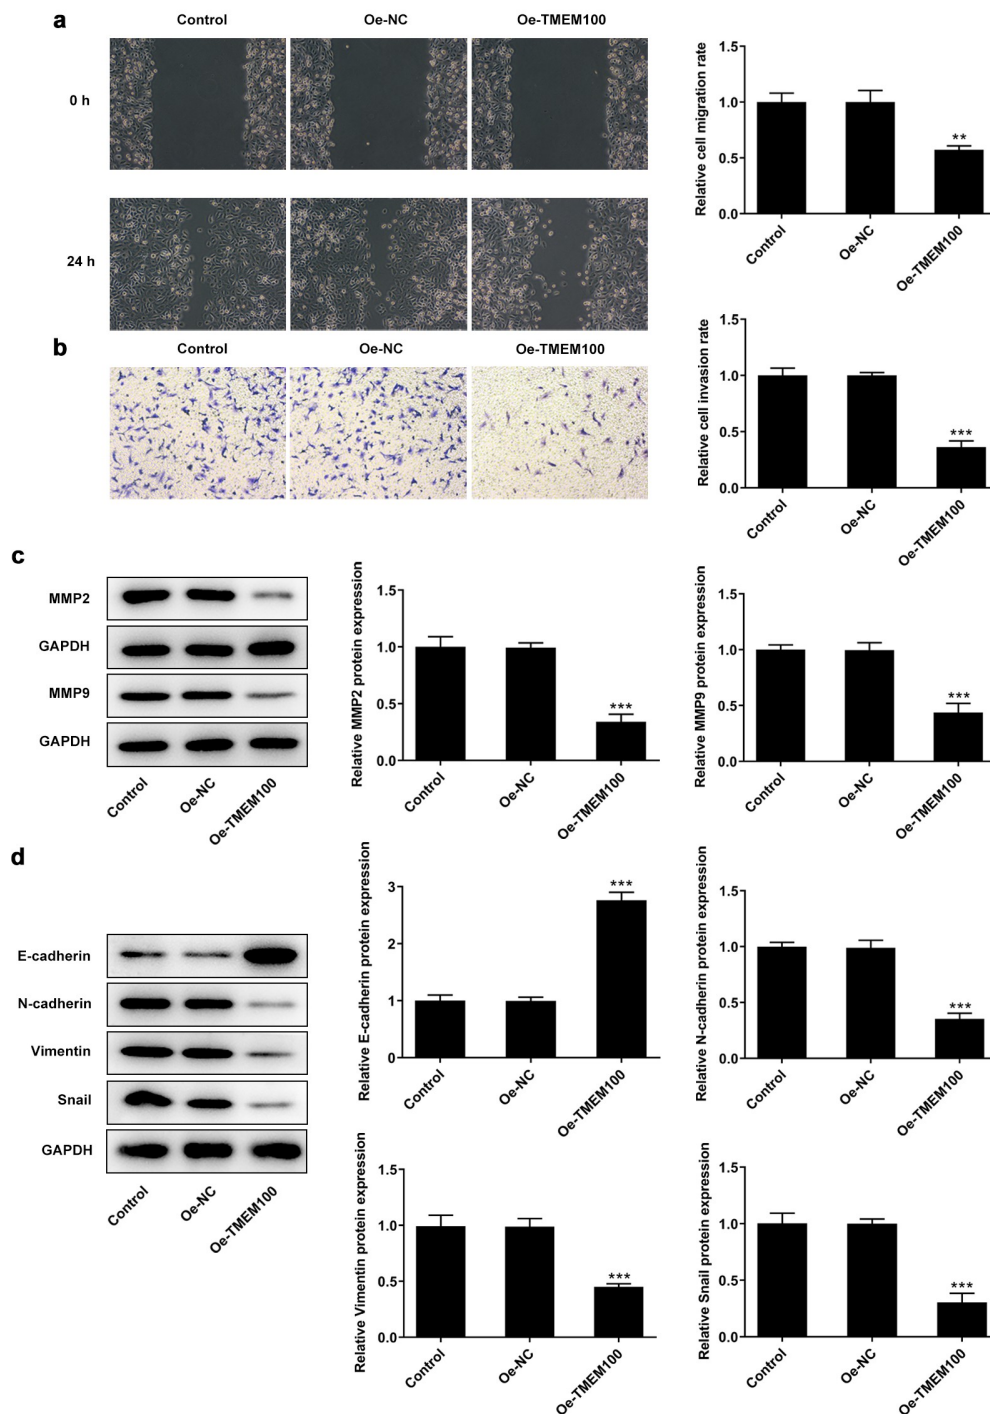 a
Control Oe-NC Oe-TMEM100
0 h
24 h
Relative cell migration rate
1.5
1.0
0.5
0.0
**
Control Oe-NC Oe-TMEM100
b
Control Oe-NC Oe-TMEM100
Relative cell invasion rate
1.5
1.0
0.5
0.0
***
Control Oe-NC Oe-TMEM100
c
MMP2
GAPDH
MMP9
GAPDH
Control Oe-NC Oe-TMEM100
Relative MMP2 protein expression
1.5
1.0
0.5
0.0
***
Control Oe-NC Oe-TMEM100
Relative MMP9 protein expression
1.5
1.0
0.5
0.0
***
Control Oe-NC Oe-TMEM100
d
E-cadherin
N-cadherin
Vimentin
Snail
GAPDH
Control Oe-NC Oe-TMEM100
Relative E-cadherin protein expression
3
2
1
0
***
Control Oe-NC Oe-TMEM100
Relative N-cadherin protein expression
1.5
1.0
0.5
0.0
***
Control Oe-NC Oe-TMEM100
Relative Vimentin protein expression
1.5
1.0
0.5
0.0
***
Control Oe-NC Oe-TMEM100
Relative Snail protein expression
1.5
1.0
0.5
0.0
***
Control Oe-NC Oe-TMEM100